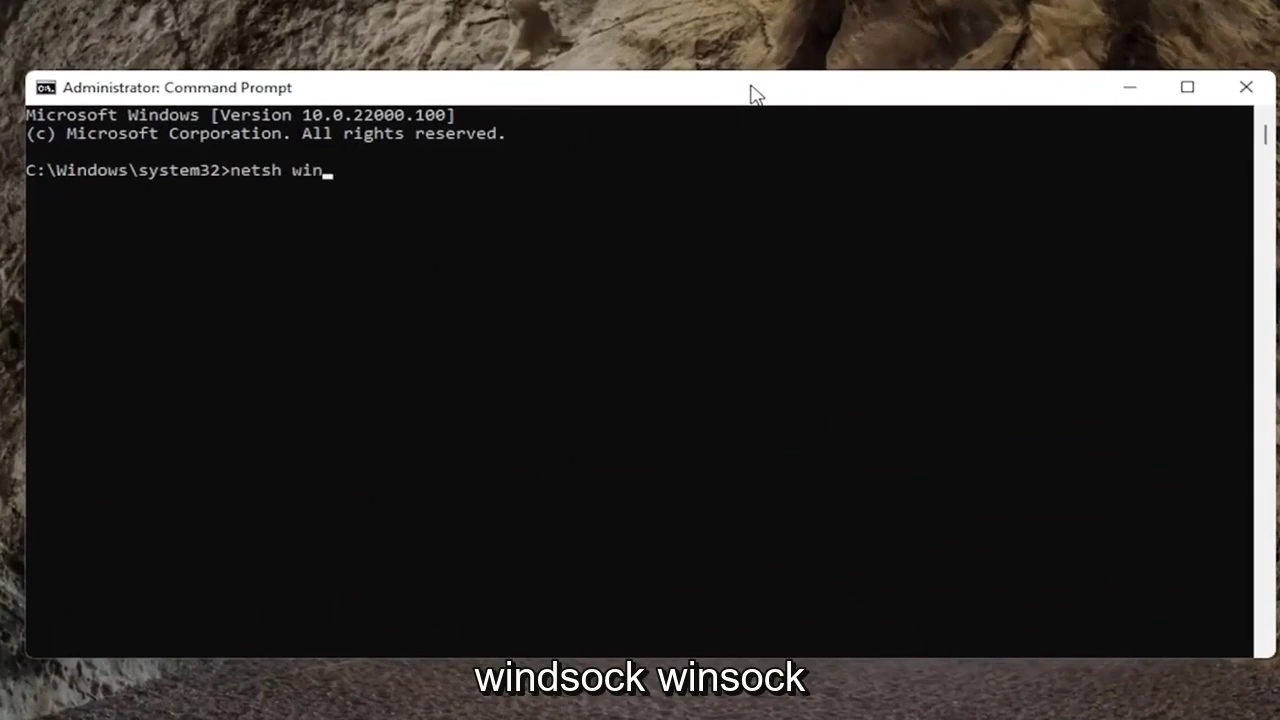 Administrator: Command Prompt
Microsoft Windows [Version 10.0.22000.100]
(c) Microsoft Corporation. All rights reserved.
C:\Windows\system32>netsh win
windsock winsock